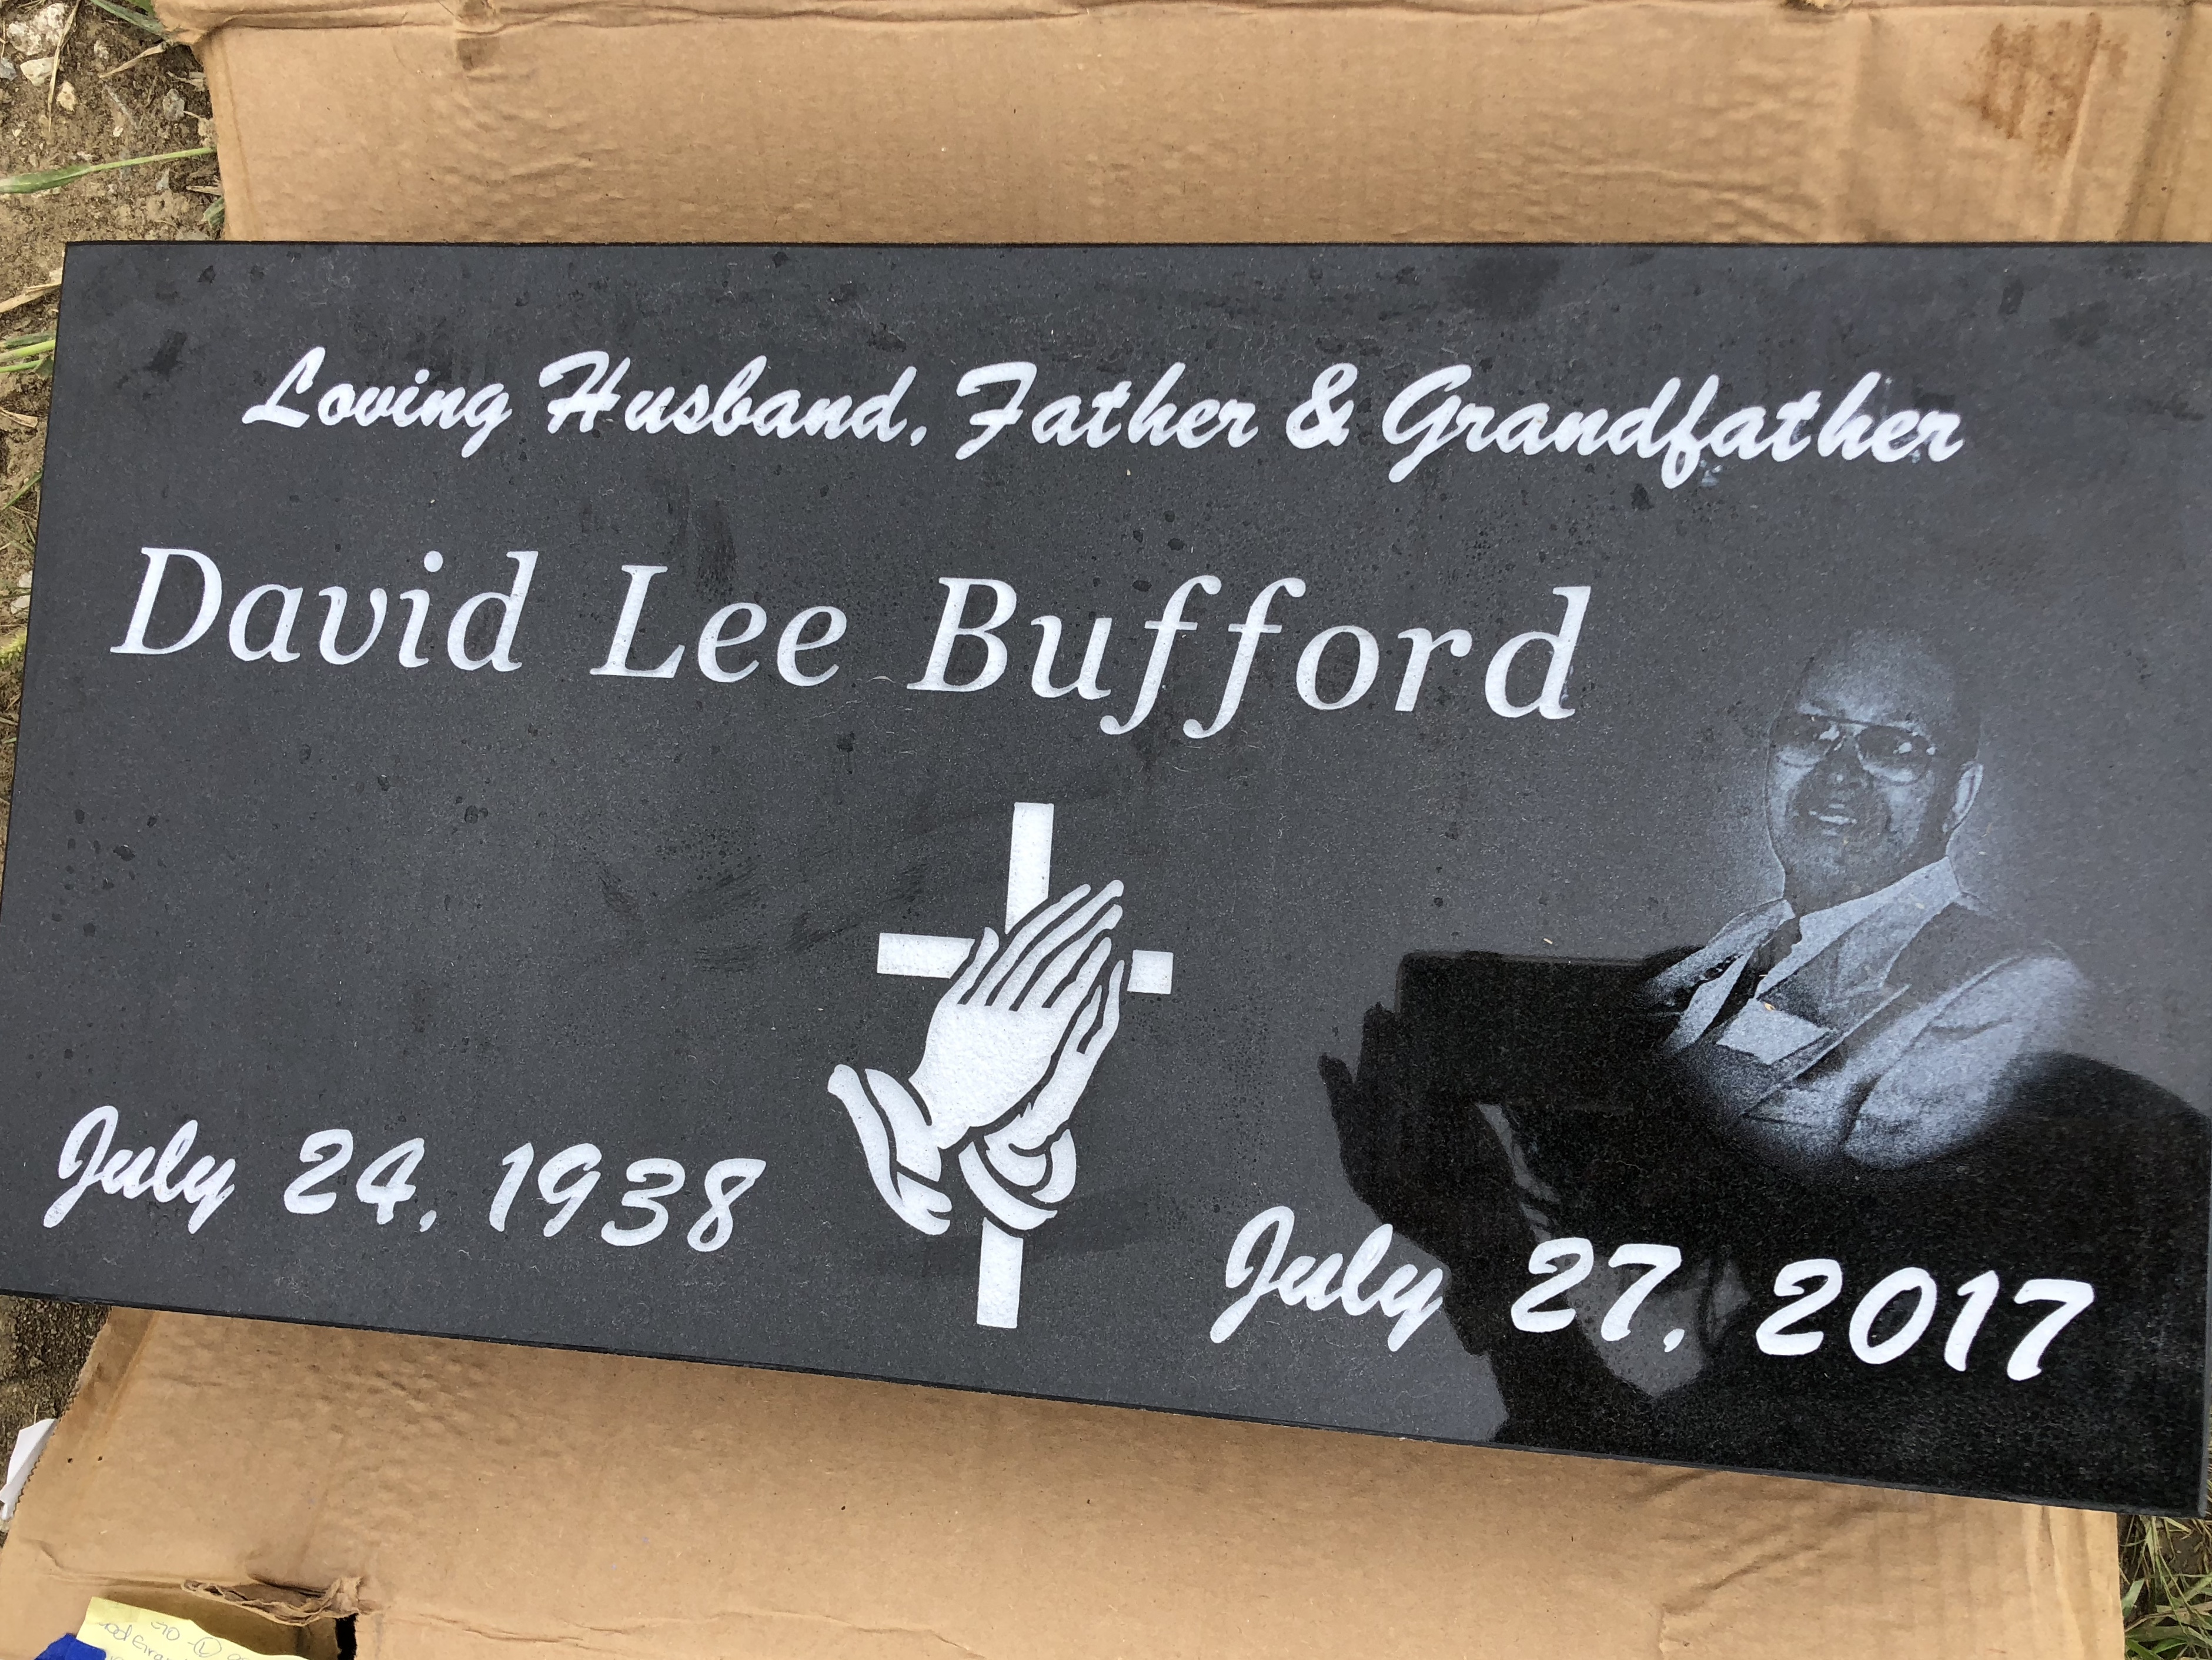 Loving Husband, Father & Grandfather
David Lee Bufford
July 24, 1938
July 27, 2017